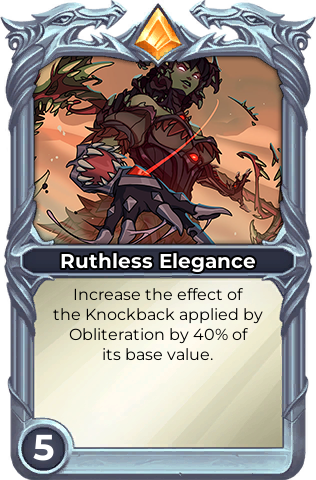 Ruthless Elegance
Increase the effect of
the Knockback applied by
Obliteration by 40% of
its base value.
5